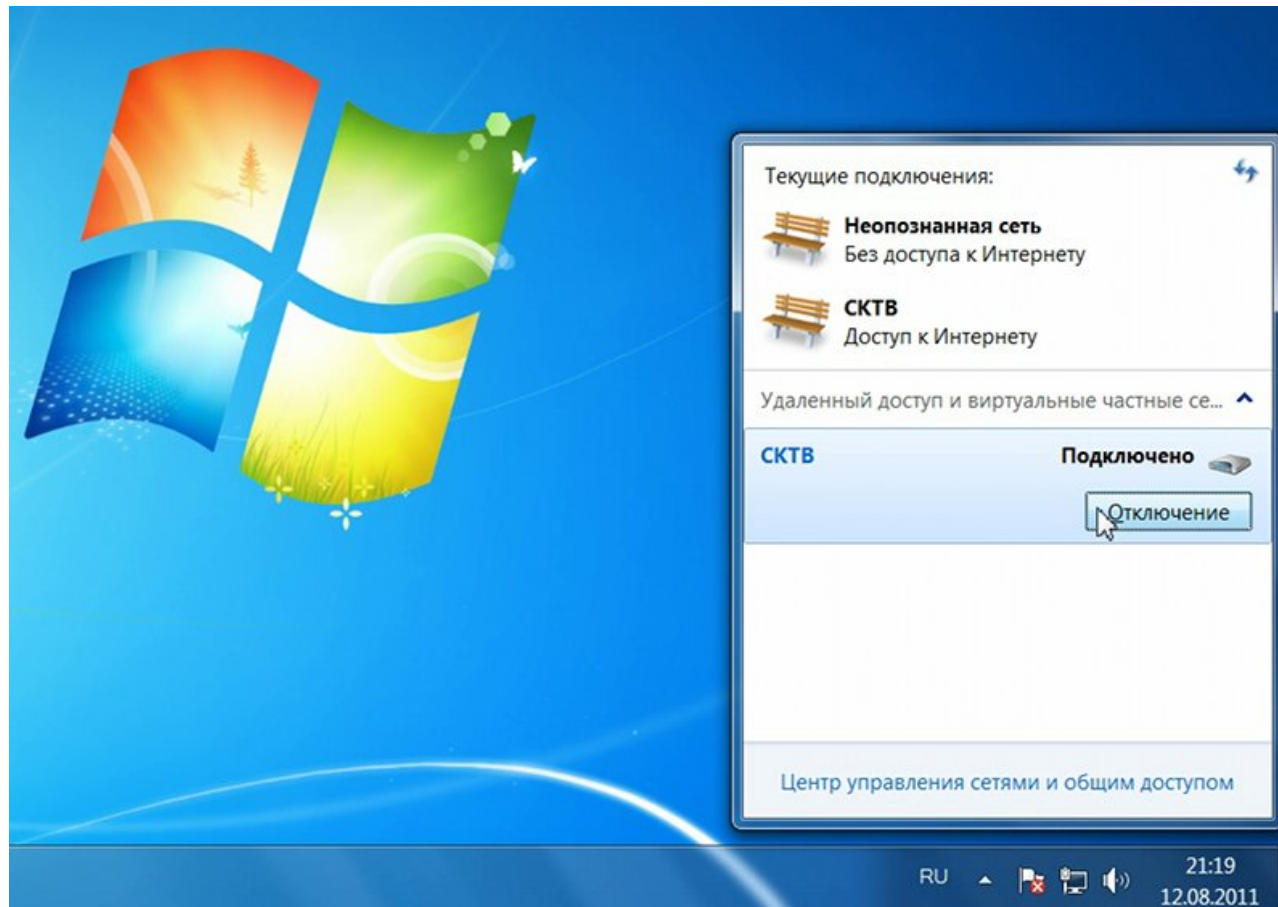 Текущие подключения:
Неопознанная сеть
Без доступа к Интернету
СКТВ
Доступ к Интернету
Удаленный доступ и виртуальные частные се...
СКТВ Подключено
Отключение
Центр управления сетями и общим доступом
RU 21:19
12.08.2011